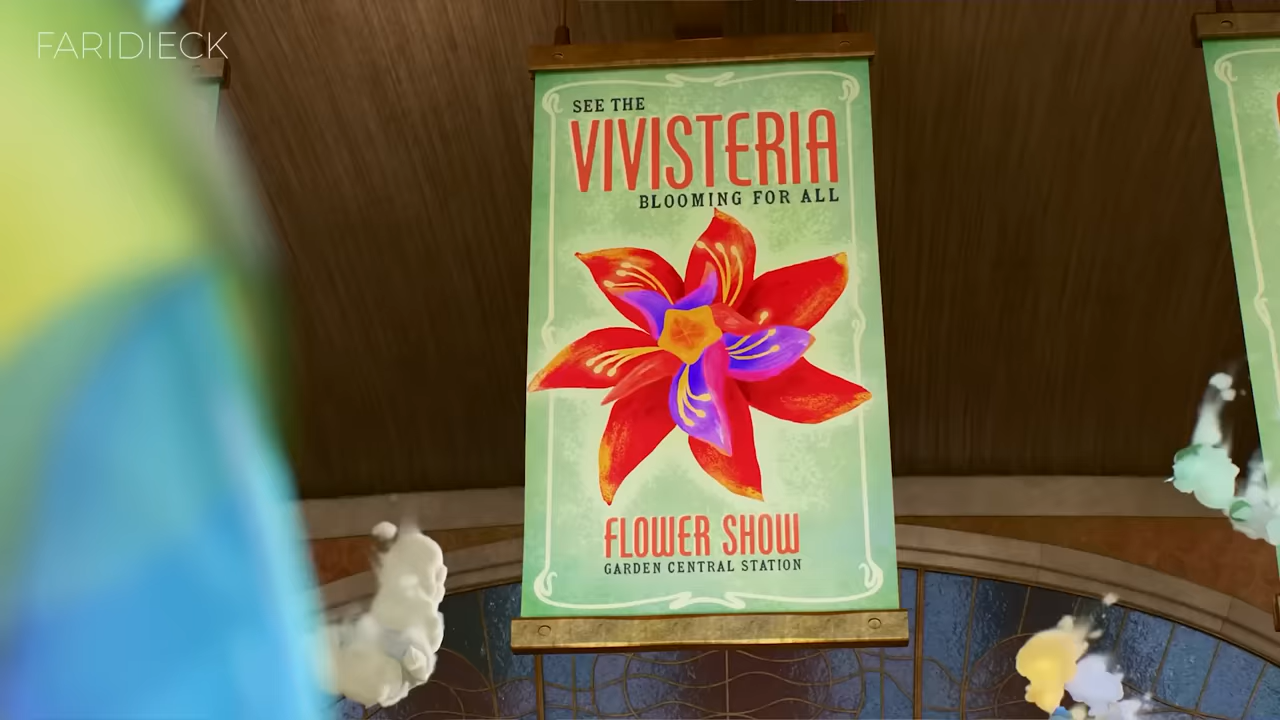 FARIDIECK
SEE THE
VIVISTERIA
BLOOMING FOR ALL
FLOWER SHOW
GARDEN CENTRAL STATION